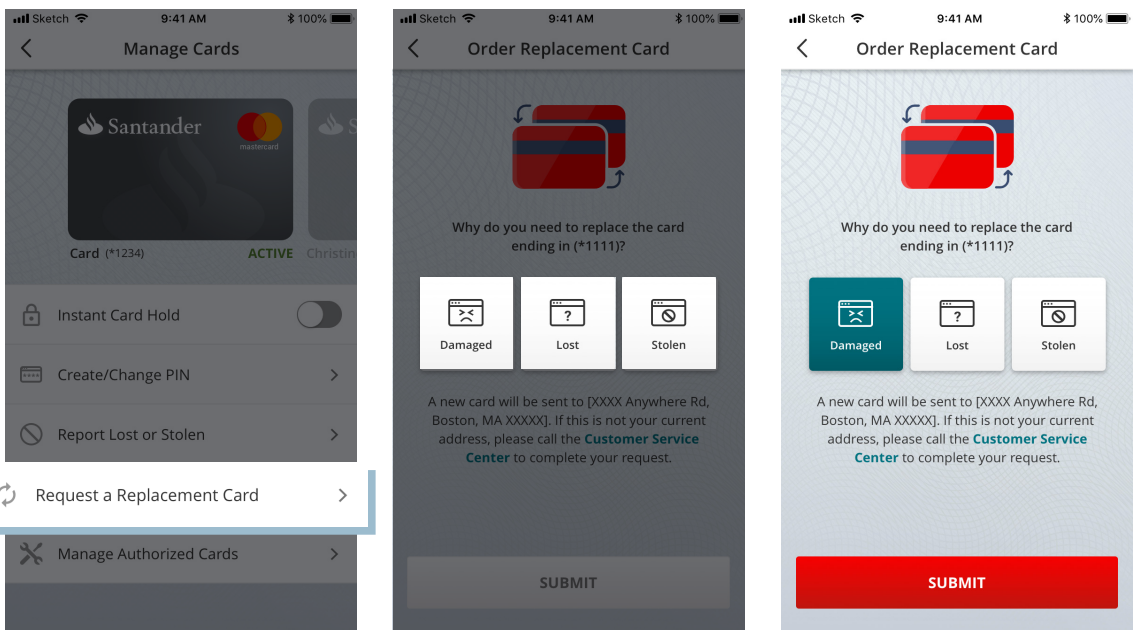 Sketch 9:41 AM 100%
Manage Cards
Santander
mastercard
S
Card (*1234) ACTIVE Christin
Instant Card Hold
Create/Change PIN
Report Lost or Stolen
Request a Replacement Card
Manage Authorized Cards
Sketch 9:41 AM 100%
Order Replacement Card
Why do you need to replace the card
ending in (*1111)?
?
Damaged Lost Stolen
A new card will be sent to [XXXX Anywhere Rd,
Boston, MA XXXXX]. If this is not your current
address, please call the Customer Service
Center to complete your request.
SUBMIT
Sketch 9:41 AM 100%
Order Replacement Card
Why do you need to replace the card
ending in (*1111)?
?
Damaged Lost Stolen
A new card will be sent to [XXXX Anywhere Rd,
Boston, MA XXXXX]. If this is not your current
address, please call the Customer Service
Center to complete your request.
SUBMIT